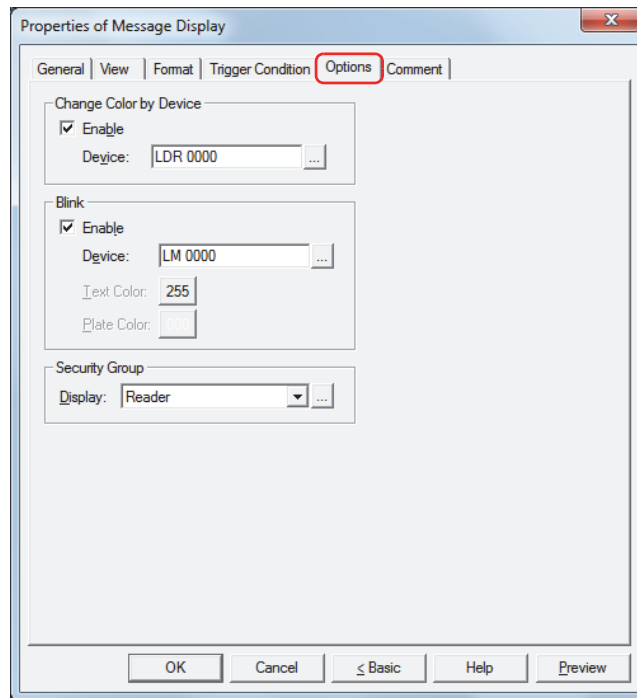 Properties of Message Display
General View Format Trigger Condition Options Comment
Change Color by Device
Enable
Device: LDR 0000 ...
Blink
Enable
Device: LM 0000 ...
Text Color: 255
Plate Color: 000
Security Group
Display: Reader ...
OK Cancel < Basic Help Preview